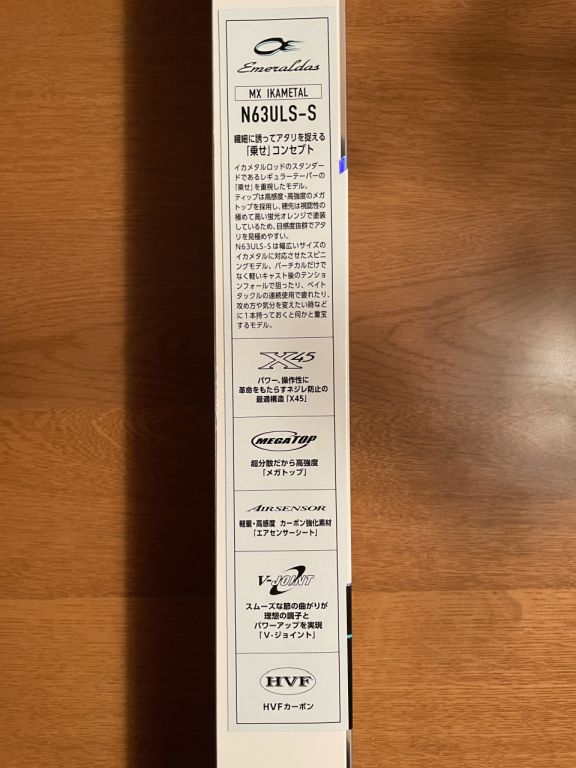 Emeraldas
MX IKAMETAL
N63ULS-S
繊細に誘ってアタリを捉える
「乗せ」コンセプト
イカメタルロッドのスタンダー
ドであるレギュラーテーパーの
「乗せ」を重視したモデル。
ティップは高感度・高強度のメガ
トップを採用し、穂先は視認性の
極めて高い蛍光オレンジで塗装
しているため、目感度抜群でアタ
リを見極めやすい。
N63ULS-Sは幅広いサイズの
イカメタルに対応させたスピニ
ングモデル。バーチカルだけで
なく軽いキャスト後のテンショ
ンフォールで狙ったり、ベイト
タックルの連続使用で疲れたり、
攻め方や気分を変えたい時など
に1本持っておくと何かと重宝
するモデル。
X45
パワー、操作性に
革命をもたらすネジレ防止の
最適構造「X45」
MEGATOP
超分散だから高強度
「メガトップ」
AIRSENSOR
軽量・高感度 カーボン強化素材
「エアセンサーシート」
V-JOINT
スムーズな節の曲がりが
理想の調子と
パワーアップを実現
「V-ジョイント」
HVF
HVFカーボン